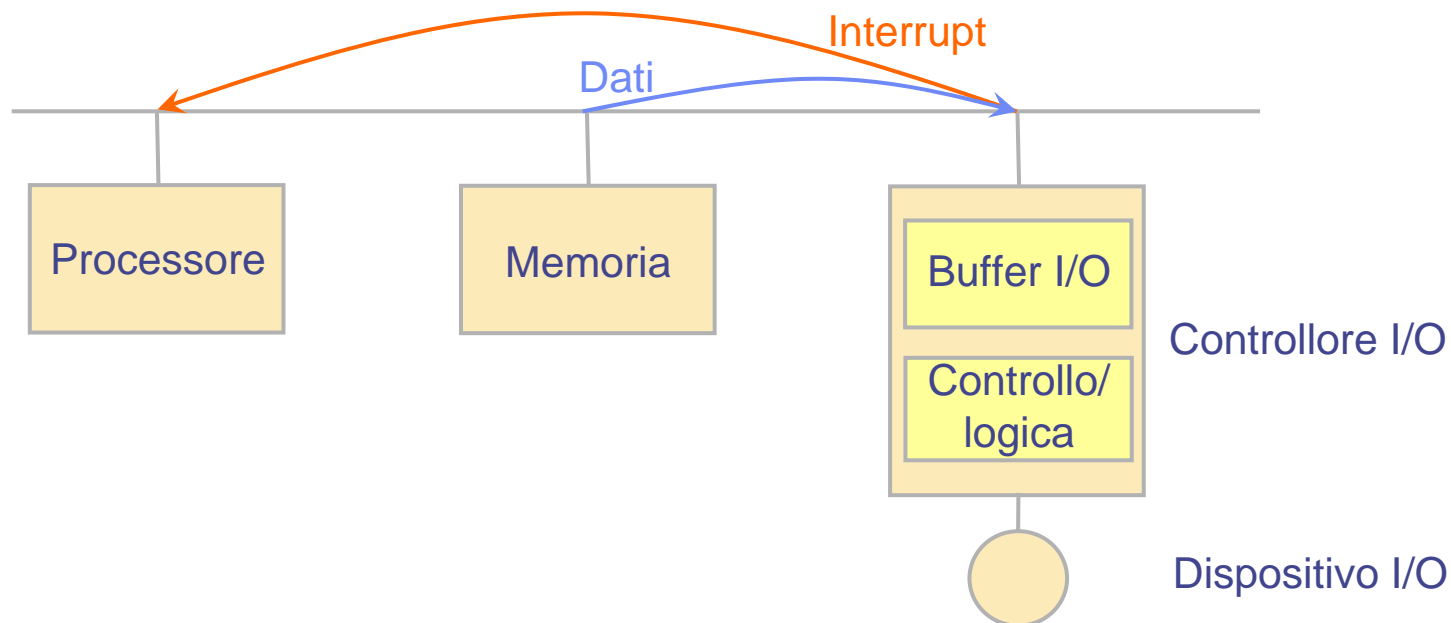 Interrupt
Dati
Processore
Memoria
Buffer I/O
Controllore I/O
Controllo/
logica
Dispositivo I/O